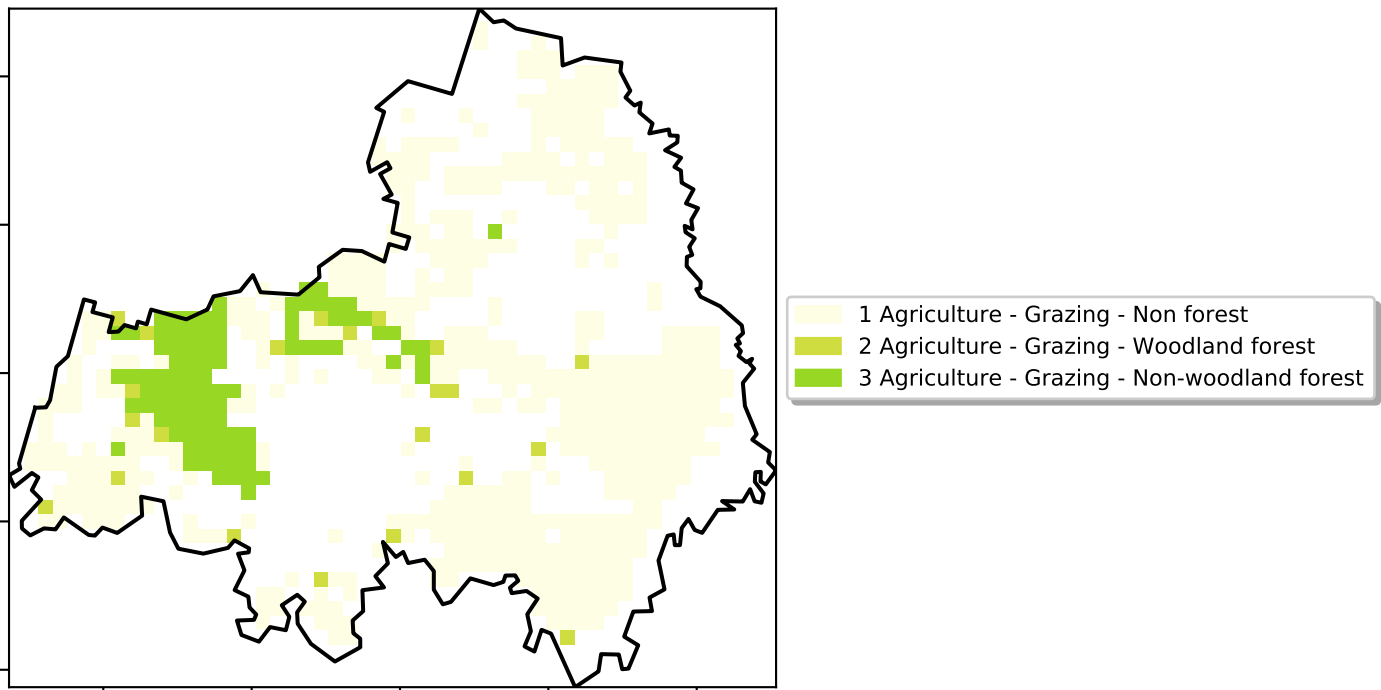 1 Agriculture - Grazing - Non forest
2 Agriculture - Grazing - Woodland forest
3 Agriculture - Grazing - Non-woodland forest